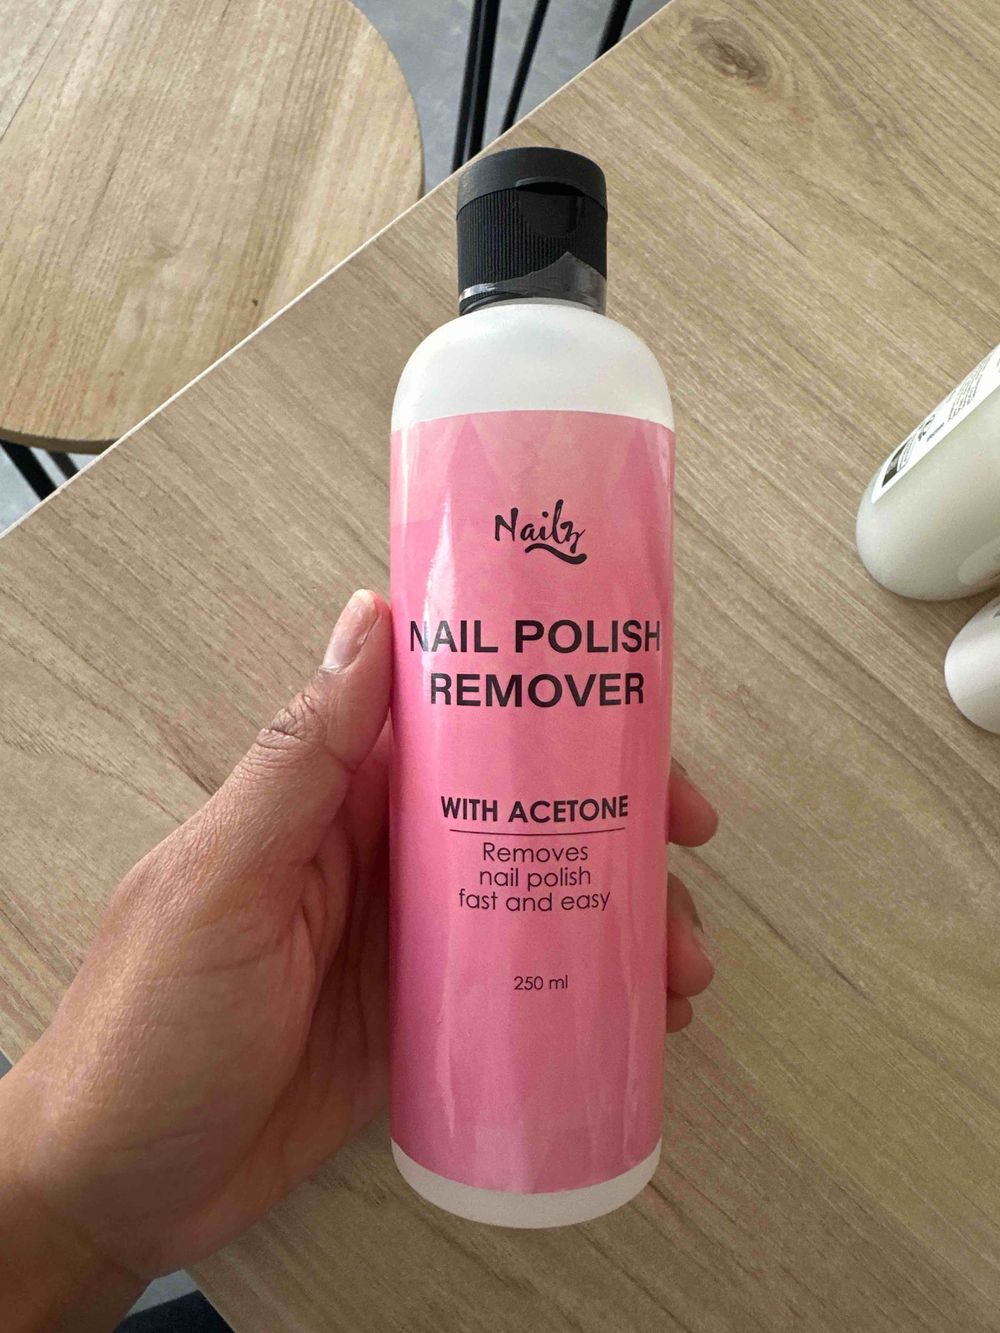 Nailz
NAIL POLISH
REMOVER
WITH ACETONE
Removes
nail polish
fast and easy
250 ml